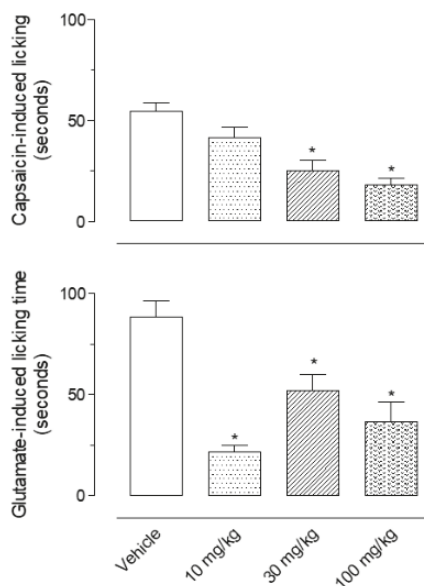 Capsaicin-induced licking
(seconds)
100
50
0
*
*
Glutamate-induced licking time
(seconds)
100
50
0
*
*
*
Vehicle
10 mg/kg
30 mg/kg
100 mg/kg